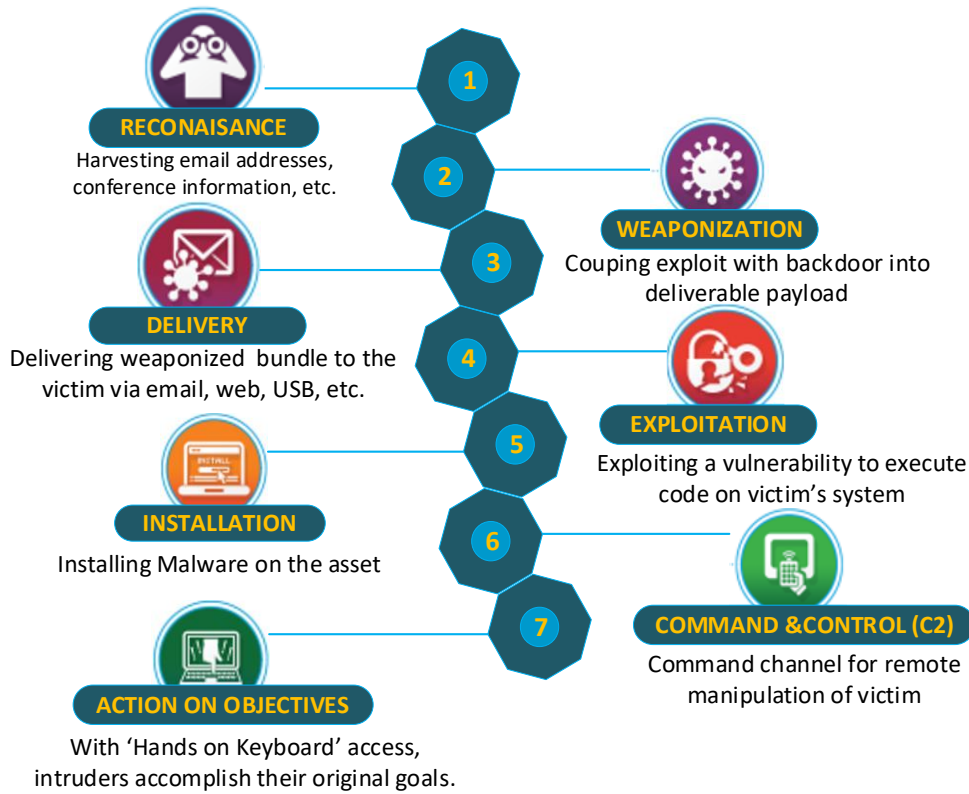 1
RECONAISANCE
Harvesting email addresses,
conference information, etc.
2
WEAPONIZATION
Couping exploit with backdoor into
deliverable payload
3
DELIVERY
Delivering weaponized bundle to the
victim via email, web, USB, etc.
4
EXPLOITATION
Exploiting a vulnerability to execute
code on victim's system
5
INSTALL
INSTALLATION
Installing Malware on the asset
6
COMMAND &CONTROL (C2)
Command channel for remote
manipulation of victim
7
ACTION ON OBJECTIVES
With ‘Hands on Keyboard’ access,
intruders accomplish their original goals.